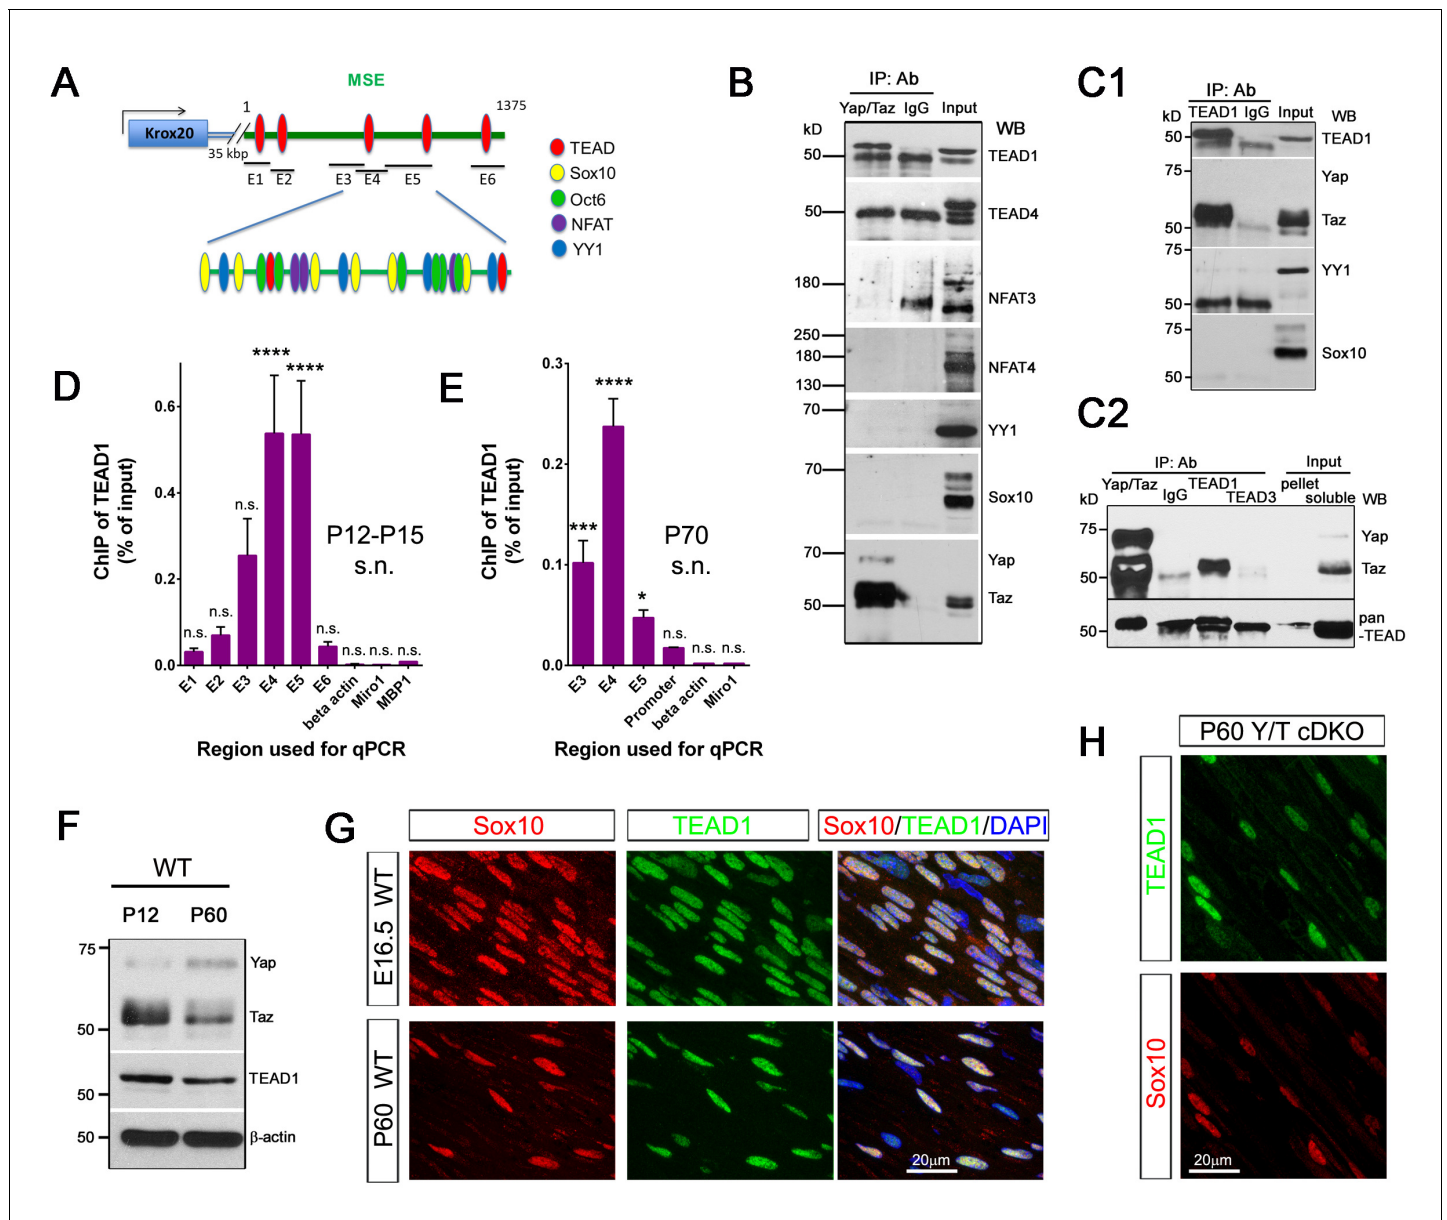 A
MSE
1
1375
Krox20
35 kbp
E1
E2
E3
E4
E5
E6
TEAD
Sox10
Oct6
NFAT
YY1
B
IP: Ab
Yap/Taz
IgG
Input
kD
WB
50
TEAD1
50
TEAD4
180
NFAT3
250
180
130
NFAT4
70
YY1
70
Sox10
70
50
Yap
Taz
C1
IP: Ab
kD
TEAD1
IgG
Input
WB
50
TEAD1
75
Yap
Taz
50
75
YY1
50
75
Sox10
50
C2
IP: Ab
Input
Yap/Taz
IgG
TEAD1
TEAD3
pellet
soluble
kD
WB
75
Yap
50
Taz
50
pan
-TEAD
D
ChIP of TEAD1
(% of input)
0.6
0.4
0.2
0.0
n.s.
n.s.
n.s.
****
****
n.s.
n.s.
n.s.
n.s.
P12-P15
s.n.
E1
E2
E3
E4
E5
E6
beta actin
Miro1
MBP1
Region used for qPCR
E
ChIP of TEAD1
(% of input)
0.3
0.2
0.1
0.0
***
****
*
n.s.
n.s.
n.s.
P70
s.n.
E3
E4
E5
Promoter
beta actin
Miro1
Region used for qPCR
F
WT
P12
P60
75
Yap
50
Taz
50
TEAD1
50
β-actin
G
Sox10
TEAD1
Sox10/TEAD1/DAPI
E16.5 WT
P60 WT
20μm
H
P60 Y/T cDKO
TEAD1
Sox10
20μm